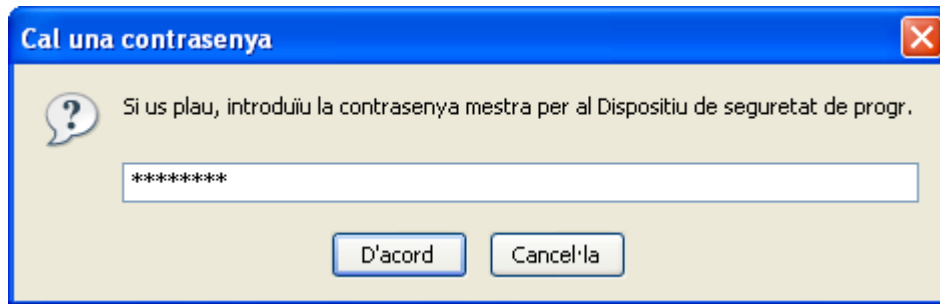 Cal una contrasenya
Si us plau, introduïu la contrasenya mestra per al Dispositiu de seguretat de progr.
********
D'acord
Cancel·la